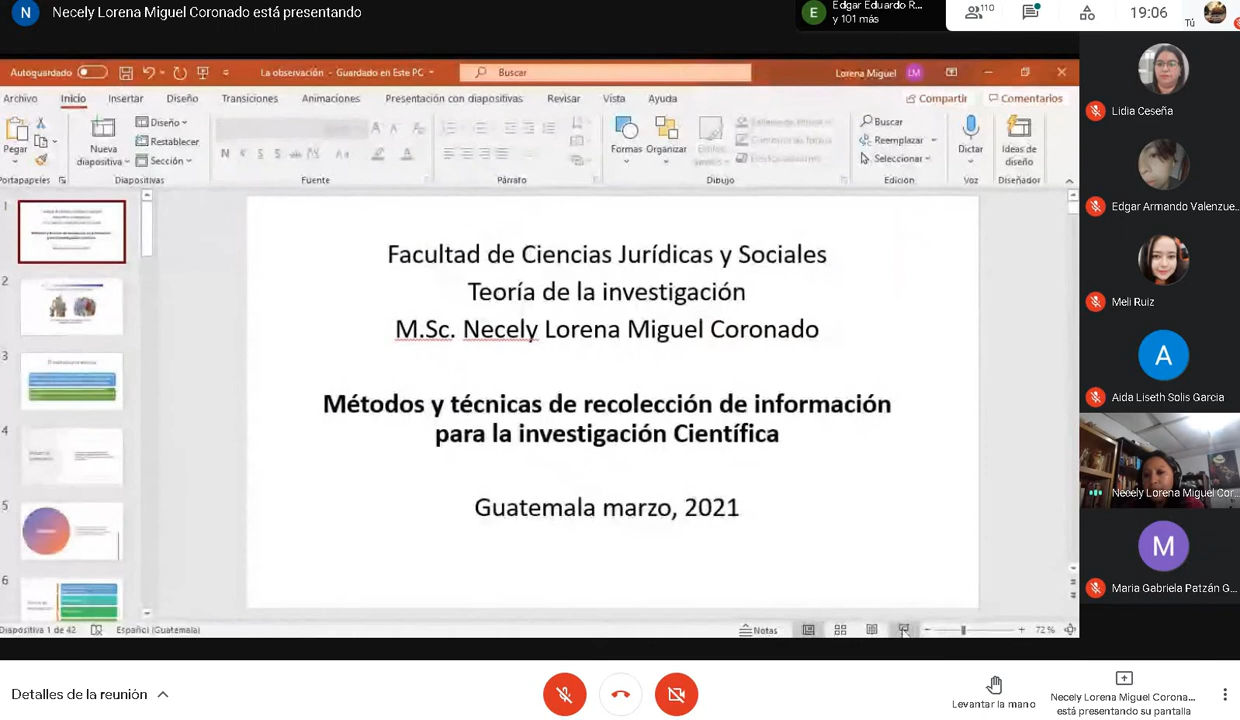 N Necely Lorena Miguel Coronado está presentando
E Edgar Eduardo R...
y 101 más
110
19:06
Tú
Autoguardado
La observación - Guardado en Este PC
Buscar
Lorena Miguel LM
Archivo Inicio Insertar Diseño Transiciones Animaciones Presentación con diapositivas Revisar Vista Ayuda
Compartir Comentarios
Pegar
Nueva
diapositiva
Diseño
Restablecer
Sección
Formas Organizar
Buscar
Reemplazar
Seleccionar
Dictar
Ideas de
diseño
Portapapeles Diapositivas Fuente Párrafo Dibujo Edición Voz Diseñador
1
2
3
4
5
6
Facultad de Ciencias Jurídicas y Sociales
Teoría de la investigación
M.Sc. Necely Lorena Miguel Coronado
Métodos y técnicas de recolección de información
para la investigación Científica
Guatemala marzo, 2021
Diapositiva 1 de 42 Español (Guatemala) Notas 72 %
Lidia Ceseña
Edgar Armando Valenzue...
Meli Ruiz
A
Aida Liseth Solis Garcia
Necely Lorena Miguel Cor...
M
Maria Gabriela Patzán G...
Detalles de la reunión
Levantar la mano
Necely Lorena Miguel Corona...
está presentando su pantalla